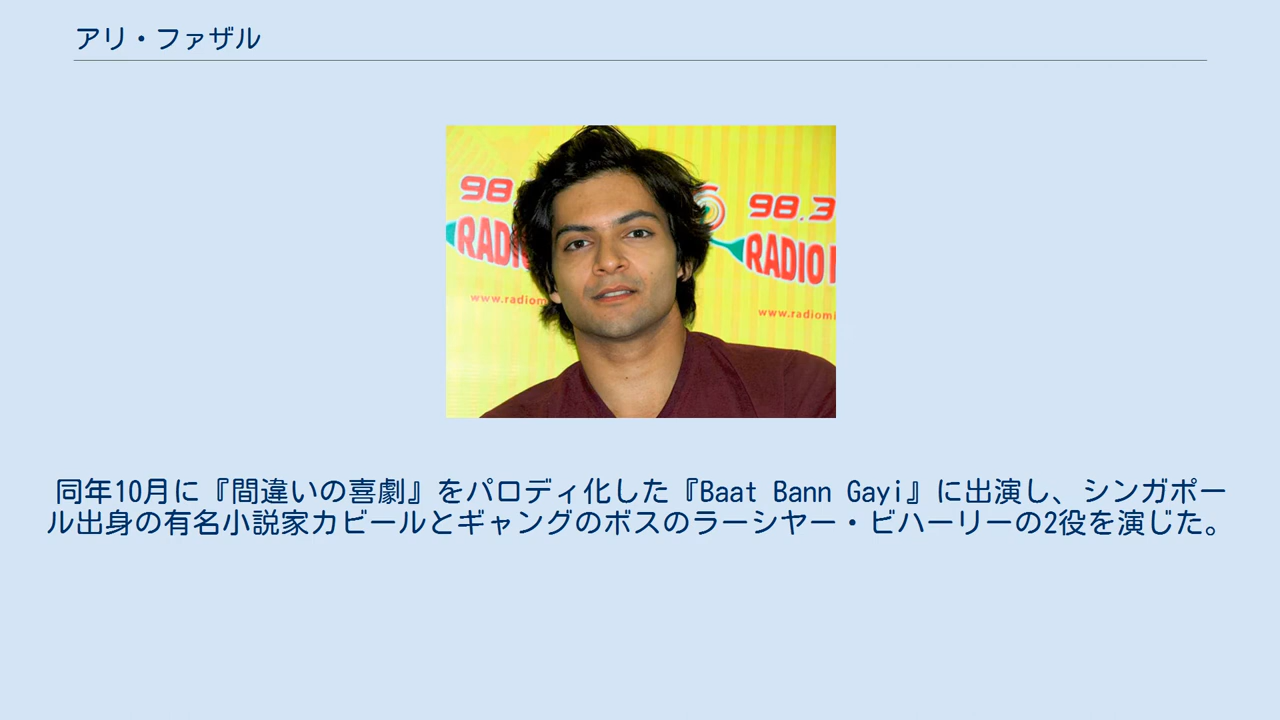 アリ・ファザル
98
98.3
RADIO
www.radiom
www.radiomi
同年10月に『間違いの喜劇』をパロディ化した『Baat Bann Gayi』に出演し、シンガポー
ル出身の有名小説家カビールとギャングのボスのラーシヤー・ビハーリーの2役を演じた。